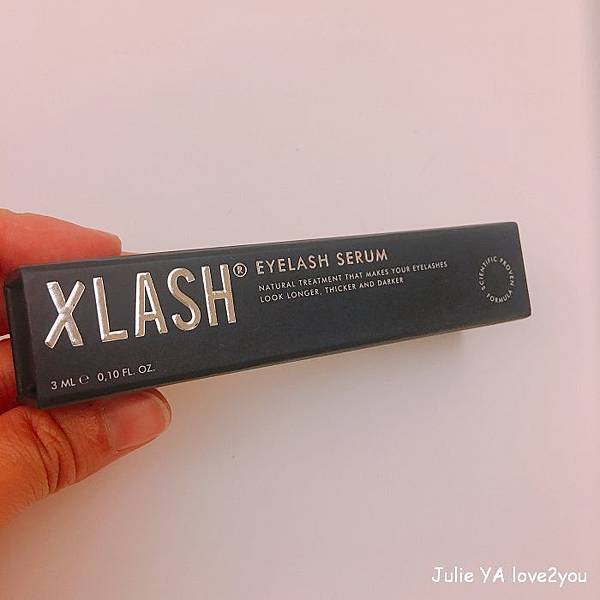 XLASH®
EYELASH SERUM
NATURAL TREATMENT THAT MAKES YOUR EYELASHES
LOOK LONGER, THICKER AND DARKER
3 ML ℮ 0,10 FL. OZ.
SCIENTIFIC PROVEN FORMULA
Julie YA love2you